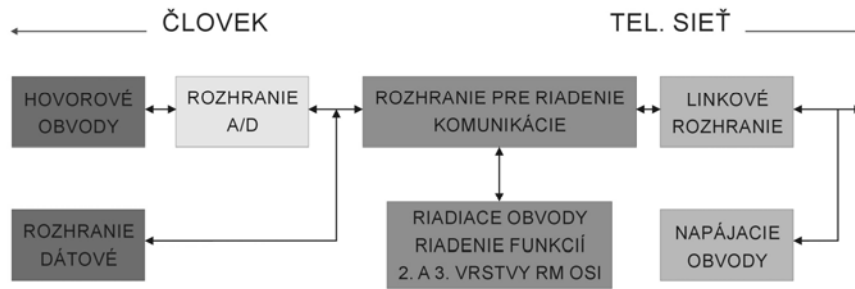 ČLOVEK
TEL. SIEŤ
HOVOROVÉ
OBVODY
ROZHRANIE
A/D
ROZHRANIE PRE RIADENIE
KOMUNIKÁCIE
LINKOVÉ
ROZHRANIE
ROZHRANIE
DÁTOVÉ
RIADIACE OBVODY
RIADENIE FUNKCIÍ
2. A 3. VRSTVY RM OSI
NAPÁJACIE
OBVODY